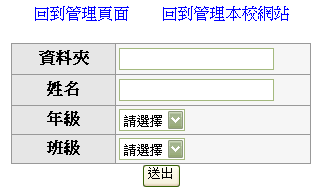 回到管理頁面 回到管理本校網站
資料夾
姓名
年級 請選擇
班級 請選擇
送出